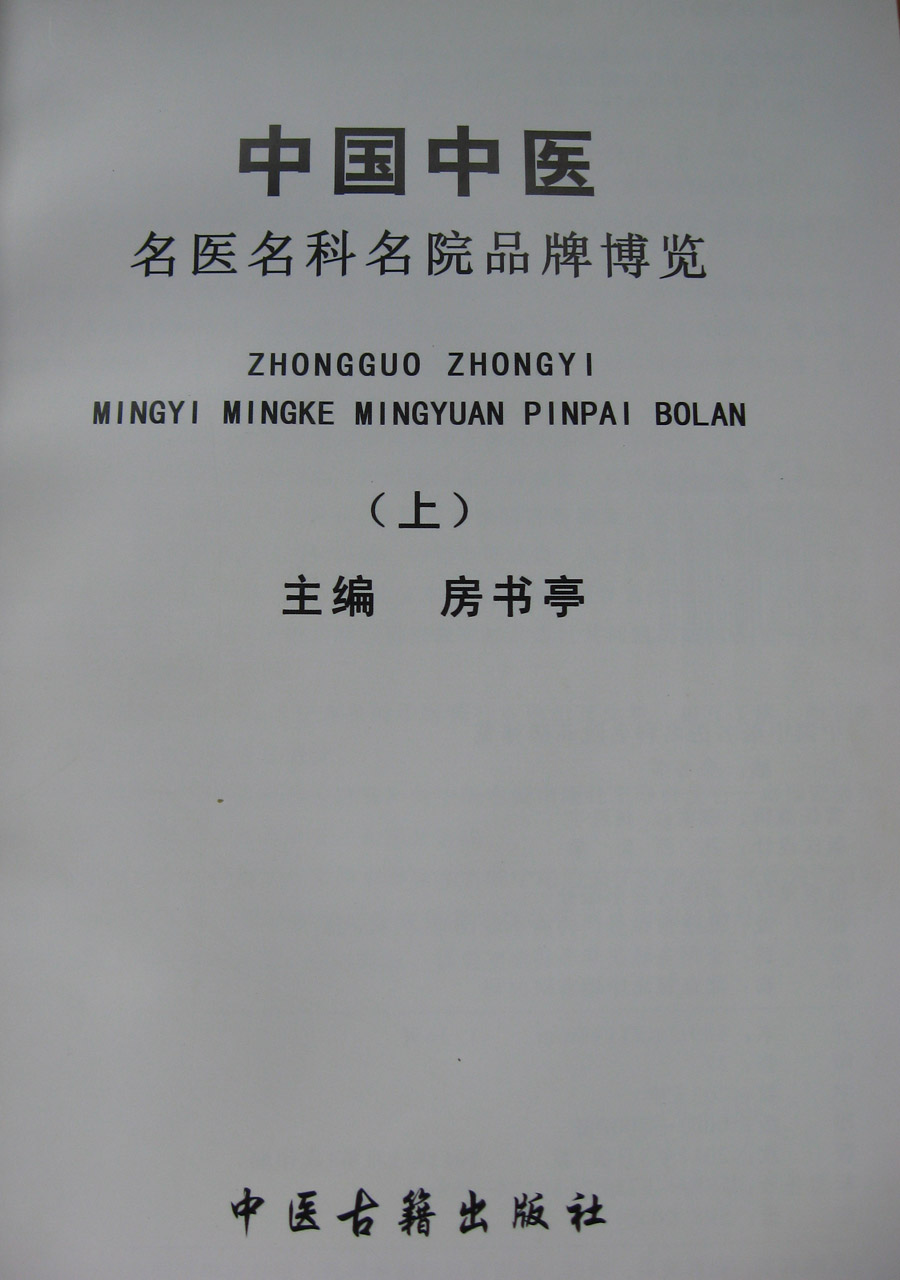 中国中医
名医名科名院品牌博览
ZHONGGUO ZHONGYI
MINGYI MINGKE MINGYUAN PINPAI BOLAN
（上）
主编 房书亭
中医古籍出版社